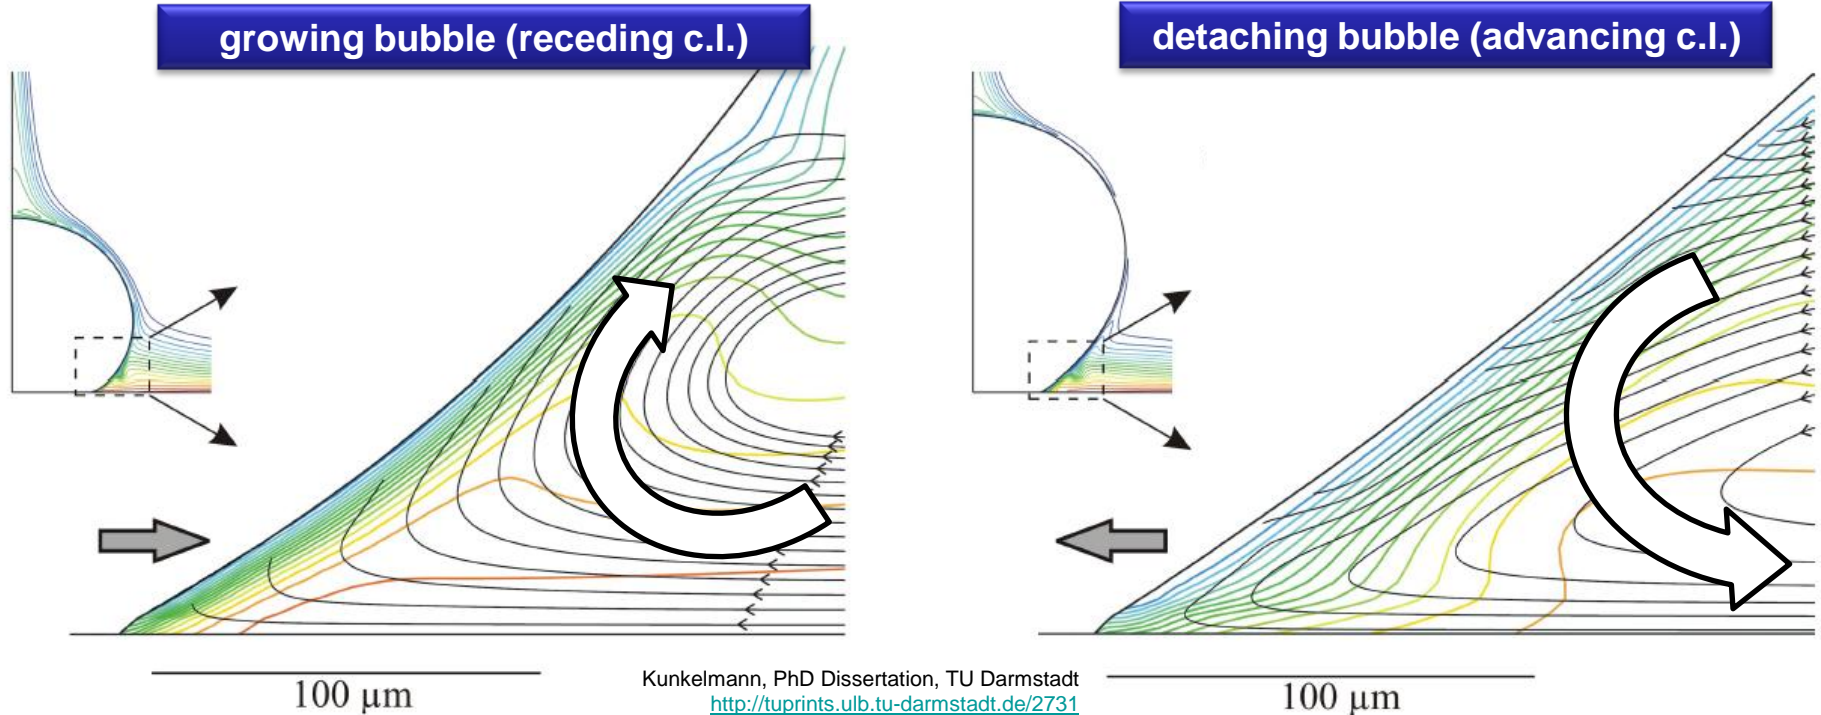 growing bubble (receding c.l.)
detaching bubble (advancing c.l.)
100 µm
Kunkelmann, PhD Dissertation, TU Darmstadt
http://tuprints.ulb.tu-darmstadt.de/2731
100 µm